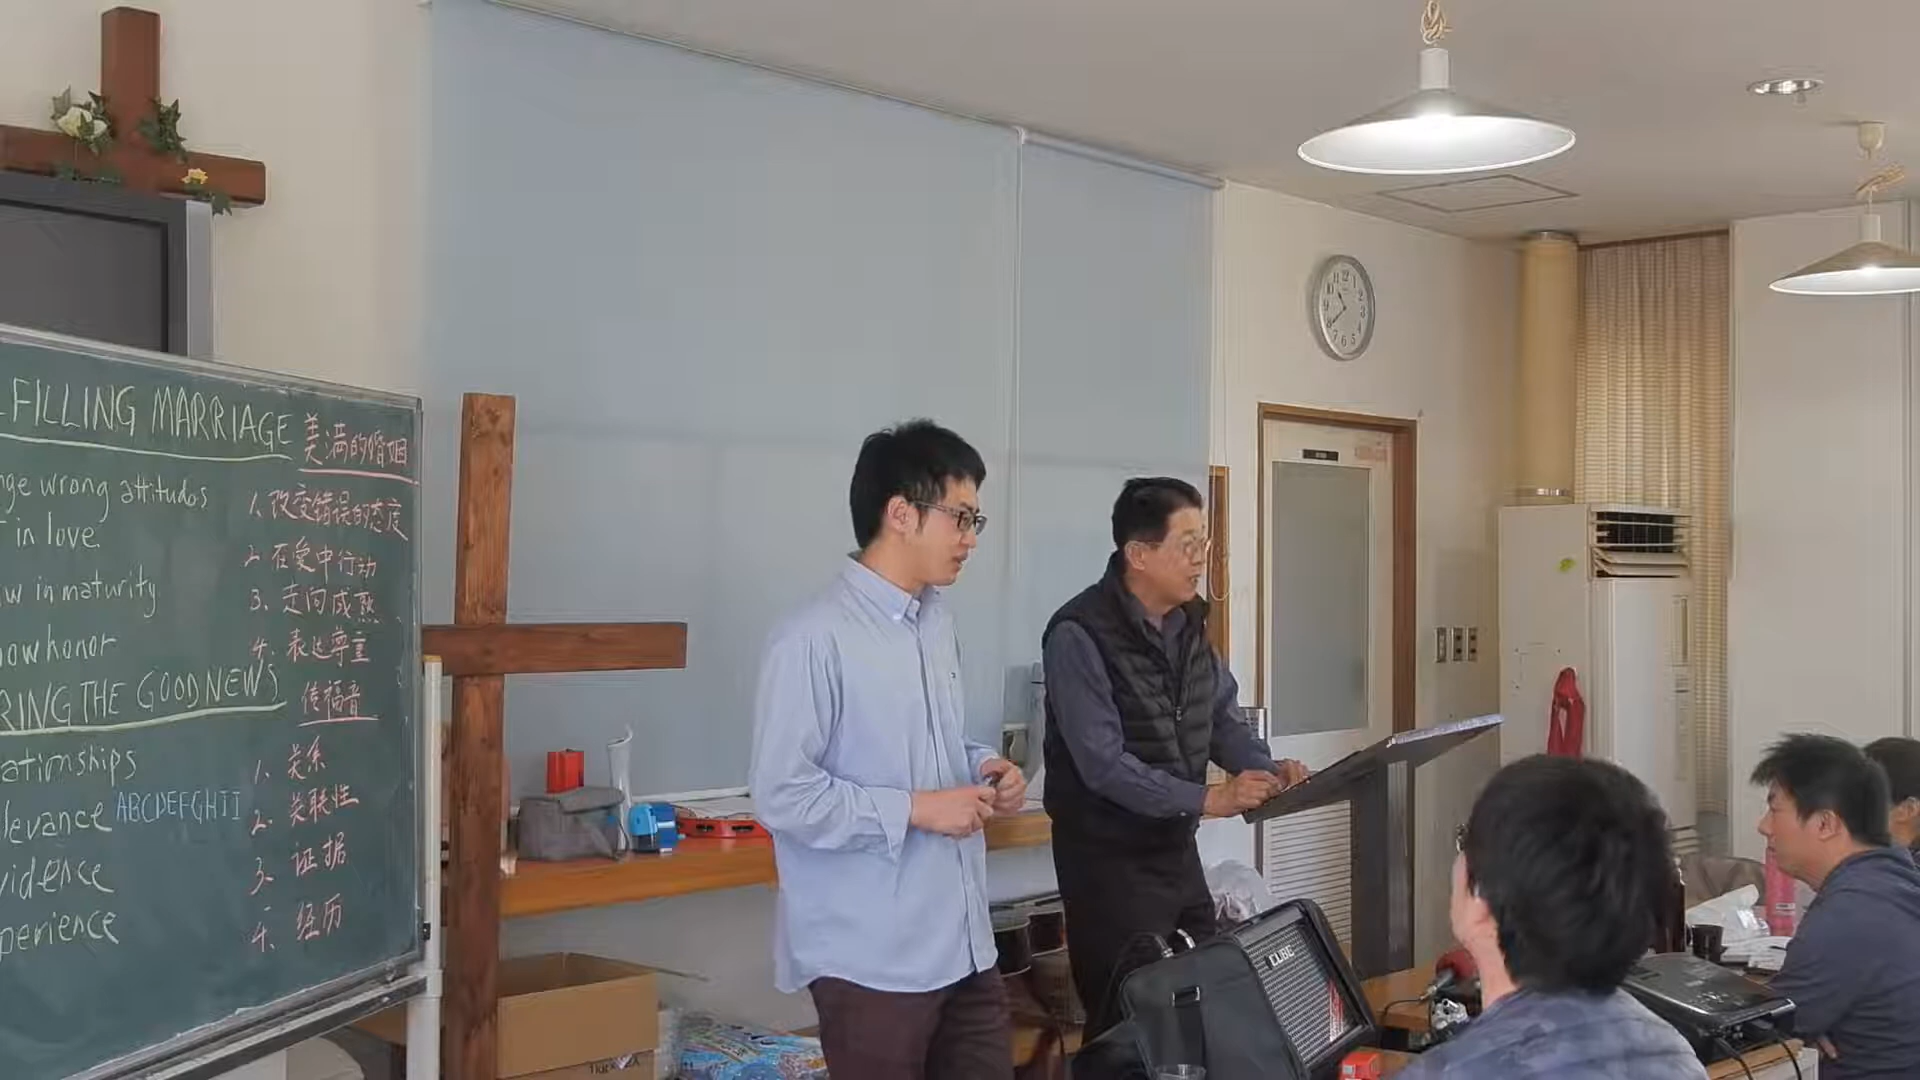 FILLING MARRIAGE 美满的婚姻
wrong attitudes 1. 改变错误的态度
in love. 2. 在爱中行动
in maturity. 3. 走向成熟
honor 4. 表达尊重
RING THE GOOD NEWS 传福音
ationships 1. 关系
levance ABCDEFGHIJ 2. 关联性
vidence 3. 证据
perience 4. 经历
CUBE